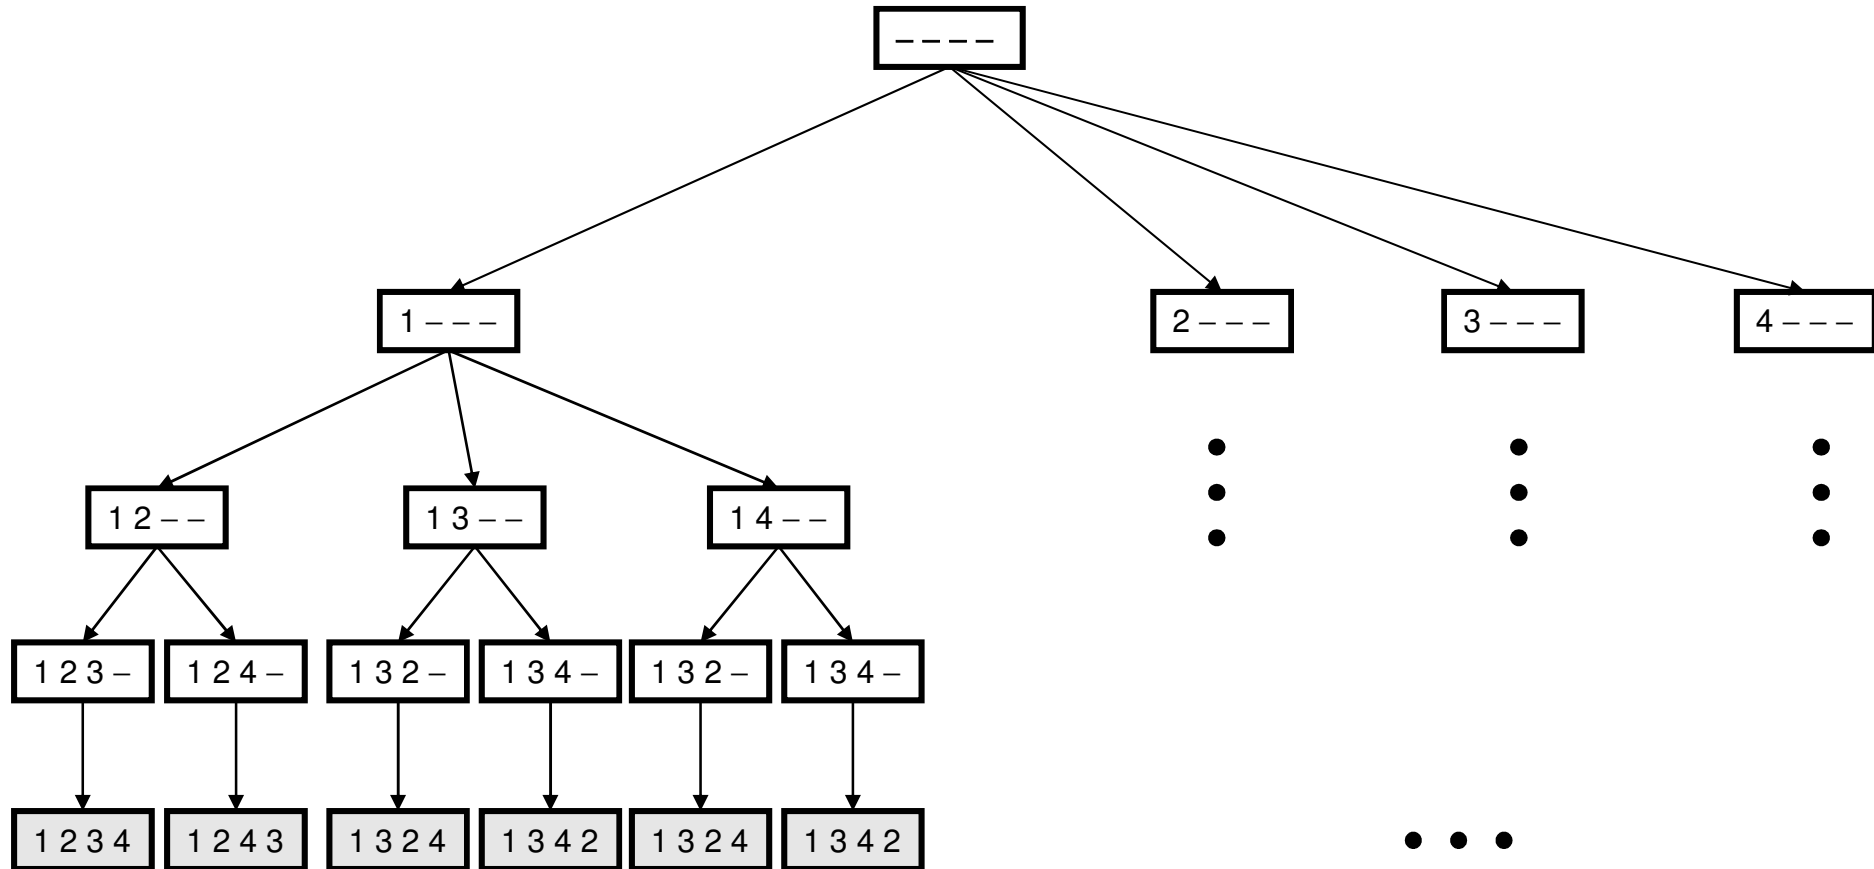 – – – –
1 – – –
2 – – –
3 – – –
4 – – –
1 2 – –
1 3 – –
1 4 – –
1 2 3 –
1 2 4 –
1 3 2 –
1 3 4 –
1 3 2 –
1 3 4 –
1 2 3 4
1 2 4 3
1 3 2 4
1 3 4 2
1 3 2 4
1 3 4 2